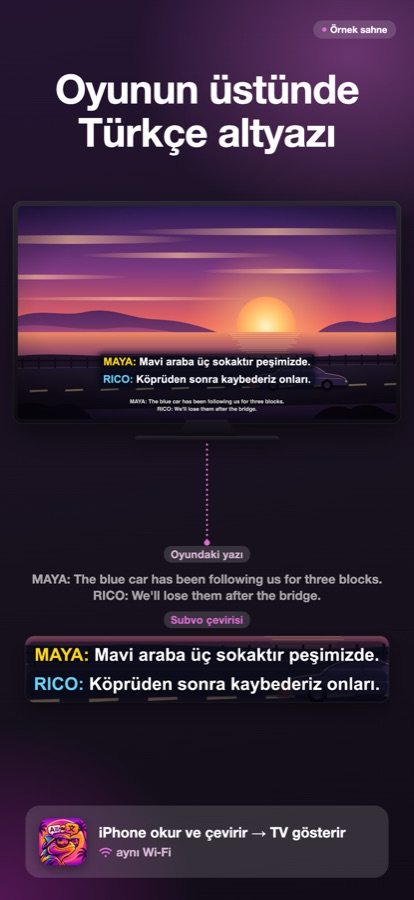 Örnek sahne
Oyunun üstünde
Türkçe altyazı
MAYA: Mavi araba üç sokaktır peşimizde.
RICO: Köprüden sonra kaybederiz onları.
MAYA: The blue car has been following us for three blocks.
RICO: We'll lose them after the bridge.
Oyundaki yazı
MAYA: The blue car has been following us for three blocks.
RICO: We'll lose them after the bridge.
Subvo çevirisi
MAYA: Mavi araba üç sokaktır peşimizde.
RICO: Köprüden sonra kaybederiz onları.
iPhone okur ve çevirir → TV gösterir
aynı Wi-Fi